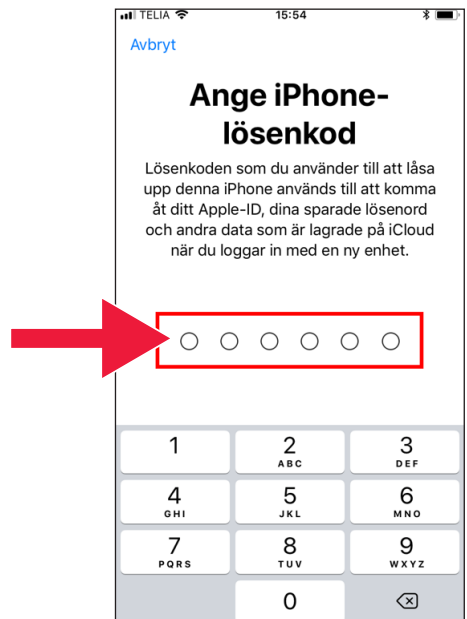 TELIA 15:54
Avbryt
Ange iPhone-
lösenkod
Lösenkoden som du använder till att låsa
upp denna iPhone används till att komma
åt ditt Apple-ID, dina sparade lösenord
och andra data som är lagrade på iCloud
när du loggar in med en ny enhet.
1 2 3
ABC DEF
4 5 6
GHI JKL MNO
7 8 9
PQRS TUV WXYZ
0